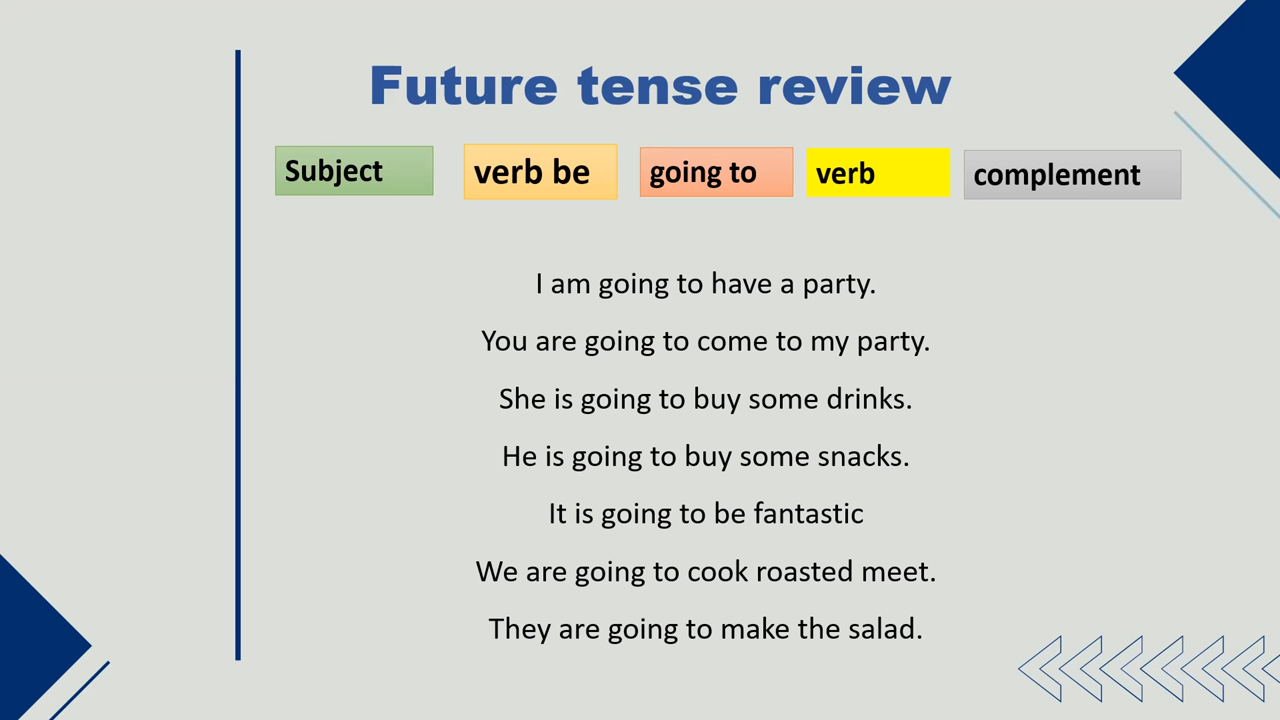 Future tense review
Subject verb be going to verb complement
I am going to have a party.
You are going to come to my party.
She is going to buy some drinks.
He is going to buy some snacks.
It is going to be fantastic
We are going to cook roasted meet.
They are going to make the salad.